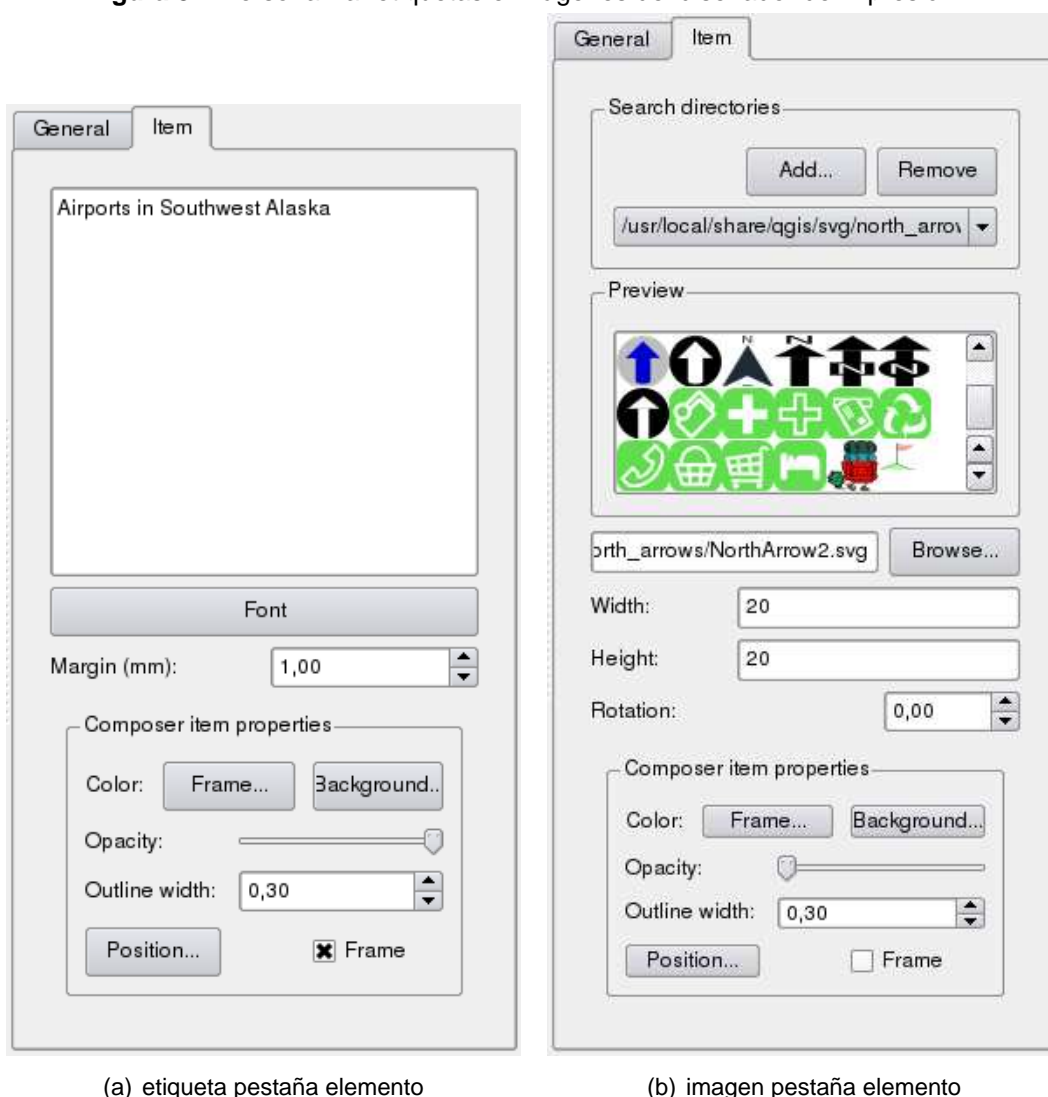 General Item
Airports in Southwest Alaska
Font
Margin (mm): 1,00
Composer item properties
Color: Frame... Background..
Opacity:
Outline width: 0,30
Position... Frame
(a) etiqueta pestaña elemento
General Item
Search directories
Add... Remove
/usr/local/share/qgis/svg/north_arrow
Preview
N
N
orth_arrows/NorthArrow2.svg Browse...
Width: 20
Height: 20
Rotation: 0,00
Composer item properties
Color: Frame... Background...
Opacity:
Outline width: 0,30
Position... Frame
(b) imagen pestaña elemento